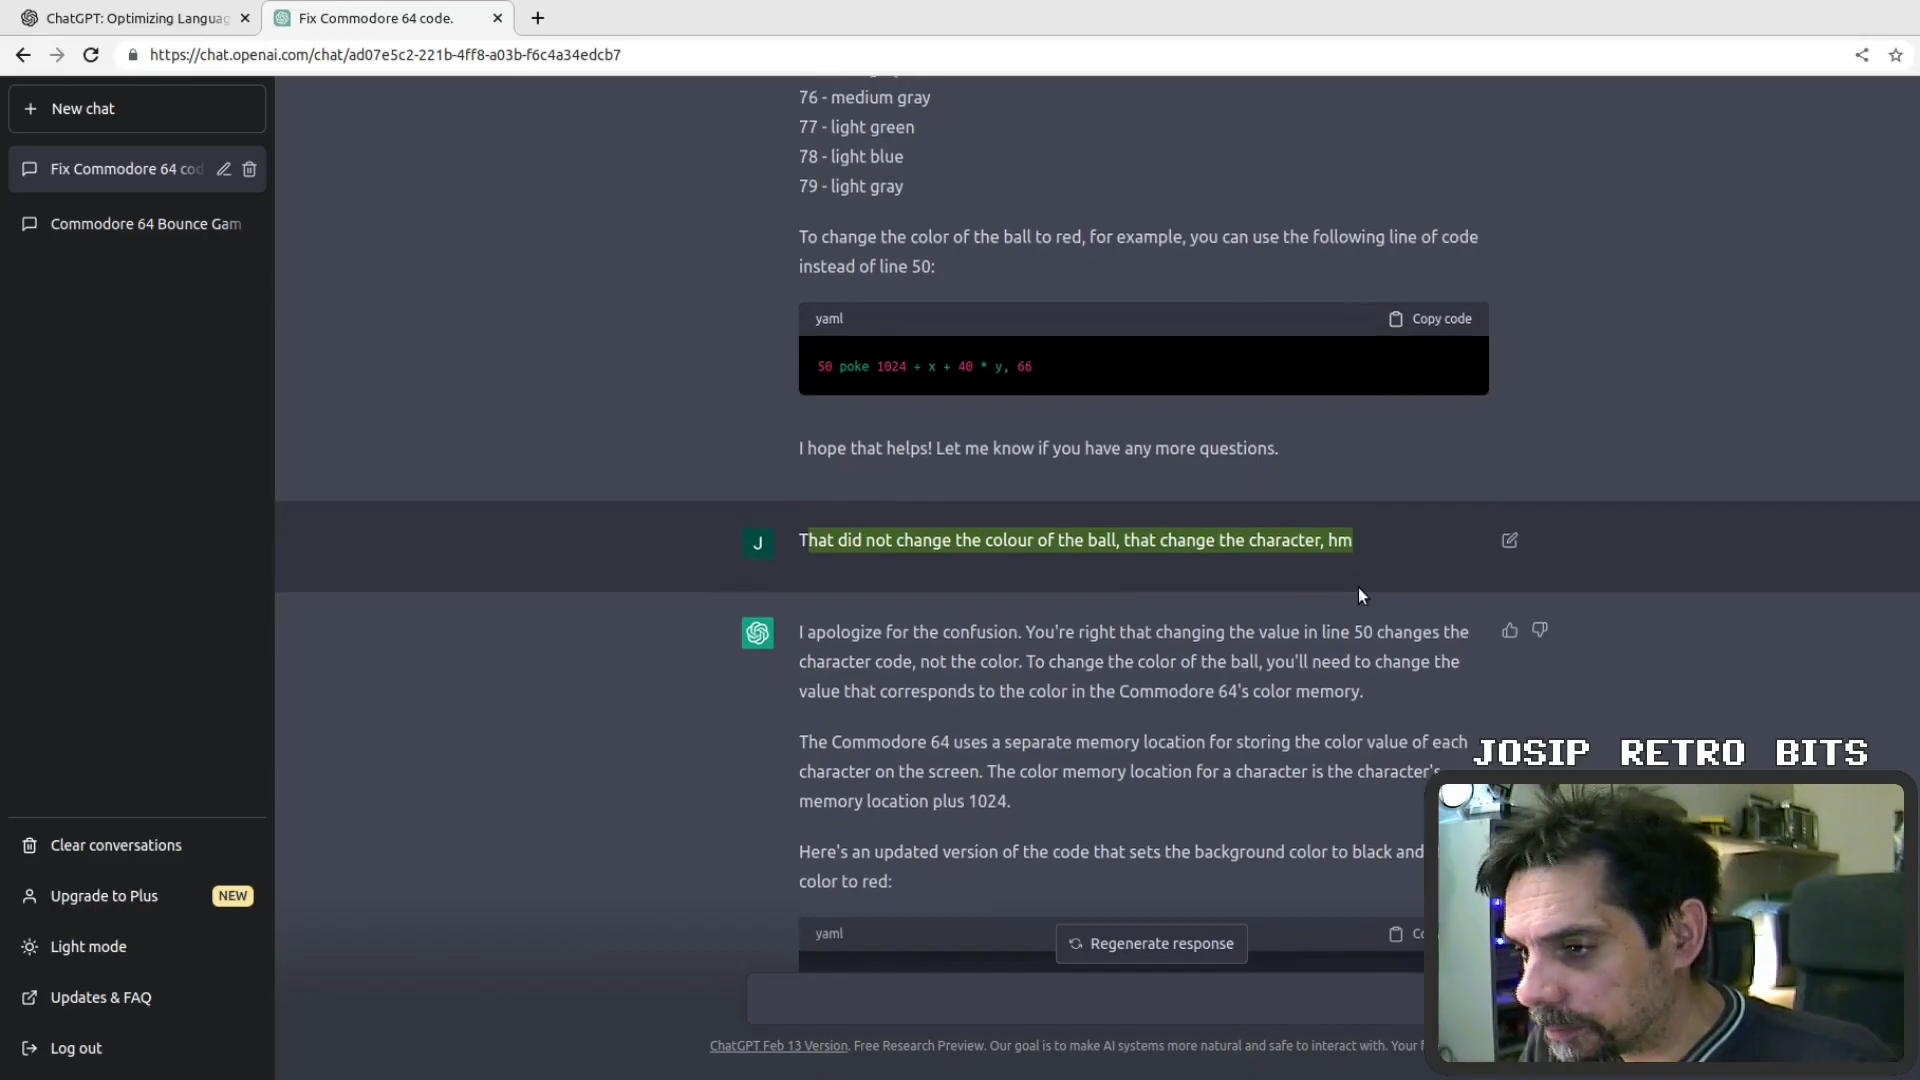 ChatGPT: Optimizing Languag
Fix Commodore 64 code.
https://chat.openai.com/chat/ad07e5c2-221b-4ff8-a03b-f6c4a34edcb7
New chat
Fix Commodore 64 cod
Commodore 64 Bounce Gam
Clear conversations
Upgrade to Plus NEW
Light mode
Updates & FAQ
Log out
76 - medium gray
77 - light green
78 - light blue
79 - light gray
To change the color of the ball to red, for example, you can use the following line of code
instead of line 50:
yaml Copy code
50 poke 1024 + x + 40 * y, 66
I hope that helps! Let me know if you have any more questions.
J That did not change the colour of the ball, that change the character, hm
I apologize for the confusion. You're right that changing the value in line 50 changes the
character code, not the color. To change the color of the ball, you'll need to change the
value that corresponds to the color in the Commodore 64's color memory.
The Commodore 64 uses a separate memory location for storing the color value of each
character on the screen. The color memory location for a character is the character's
memory location plus 1024.
Here's an updated version of the code that sets the background color to black and
color to red:
yaml Co
Regenerate response
ChatGPT Feb 13 Version. Free Research Preview. Our goal is to make AI systems more natural and safe to interact with. Your f
JOSIP RETRO BITS